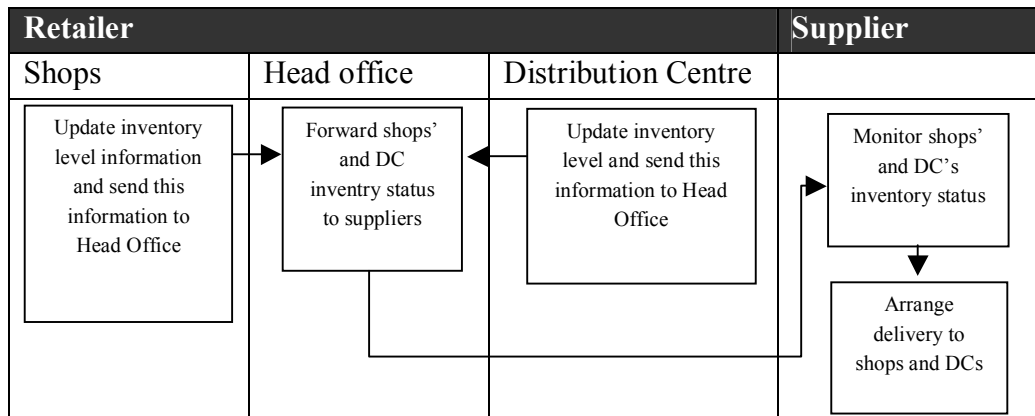 Retailer
Supplier
Shops
Head office
Distribution Centre
Update inventory
level information
and send this
information to
Head Office
Forward shops’
and DC
inventry status
to suppliers
Update inventory
level and send this
information to Head
Office
Monitor shops’
and DC’s
inventory status
Arrange
delivery to
shops and DCs